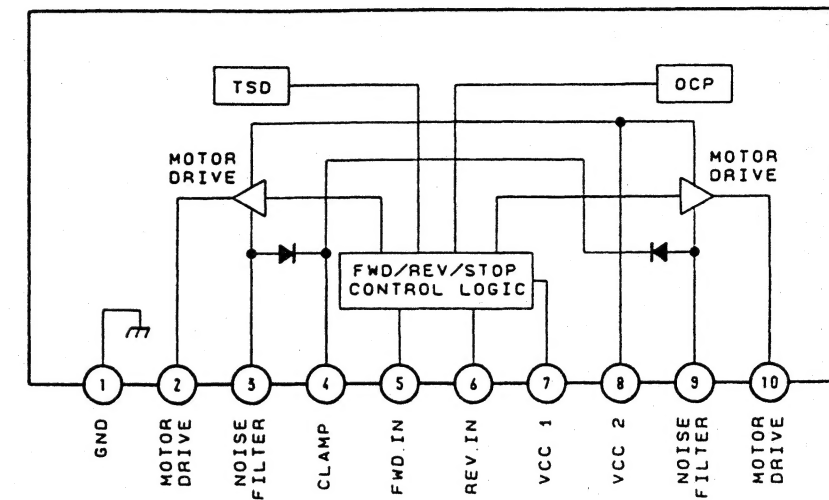 TSD
OCP
MOTOR
DRIVE
MOTOR
DRIVE
FWD/REV/STOP
CONTROL LOGIC
1
2
3
4
5
6
7
8
9
10
GND
MOTOR
DRIVE
NOISE
FILTER
CLAMP
FWD.IN
REV.IN
VCC 1
VCC 2
NOISE
FILTER
MOTOR
DRIVE